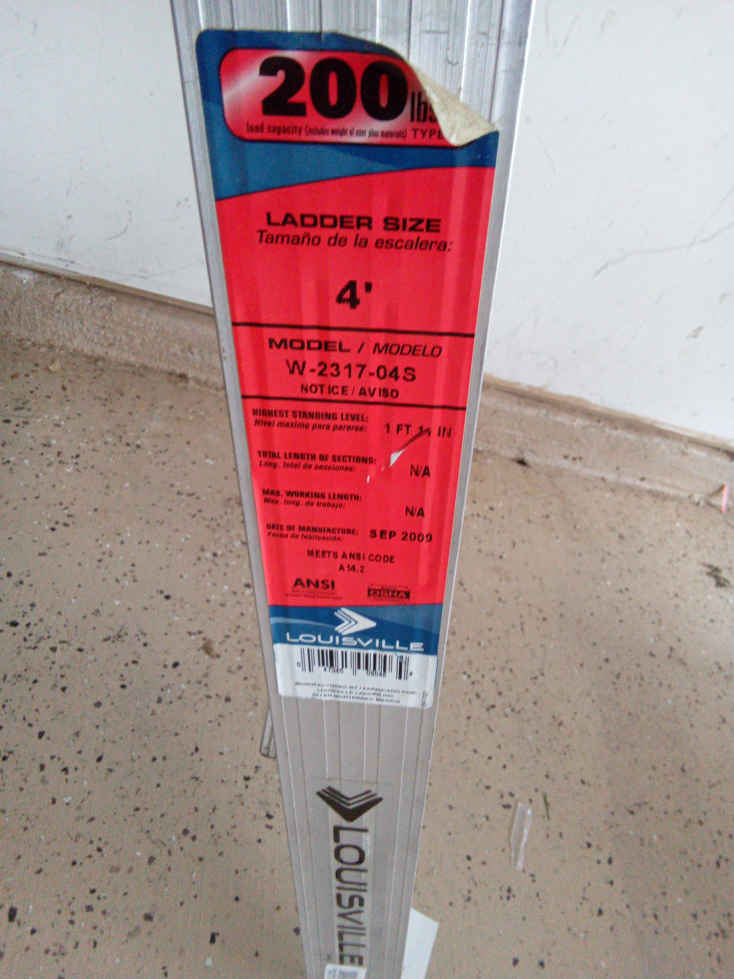 200 lbs
load capacity (includes weight of user plus materials) TYPE
LADDER SIZE
Tamaño de la escalera:
4'
MODEL / MODELO
W-2317-04S
NOTICE / AVISO
HIGHEST STANDING LEVEL:
Nivel maximo para pararse:
1 FT 1 IN
TOTAL LENGTH OF SECTIONS:
Long. total de secciones:
N/A
MAX. WORKING LENGTH:
Max. long. de trabajo:
N/A
DATE OF MANUFACTURE:
Fecha de fabricación:
SEP 2009
MEETS ANSI CODE
A14.2
ANSI
OSHA
LOUISVILLE
LOUISVILLE